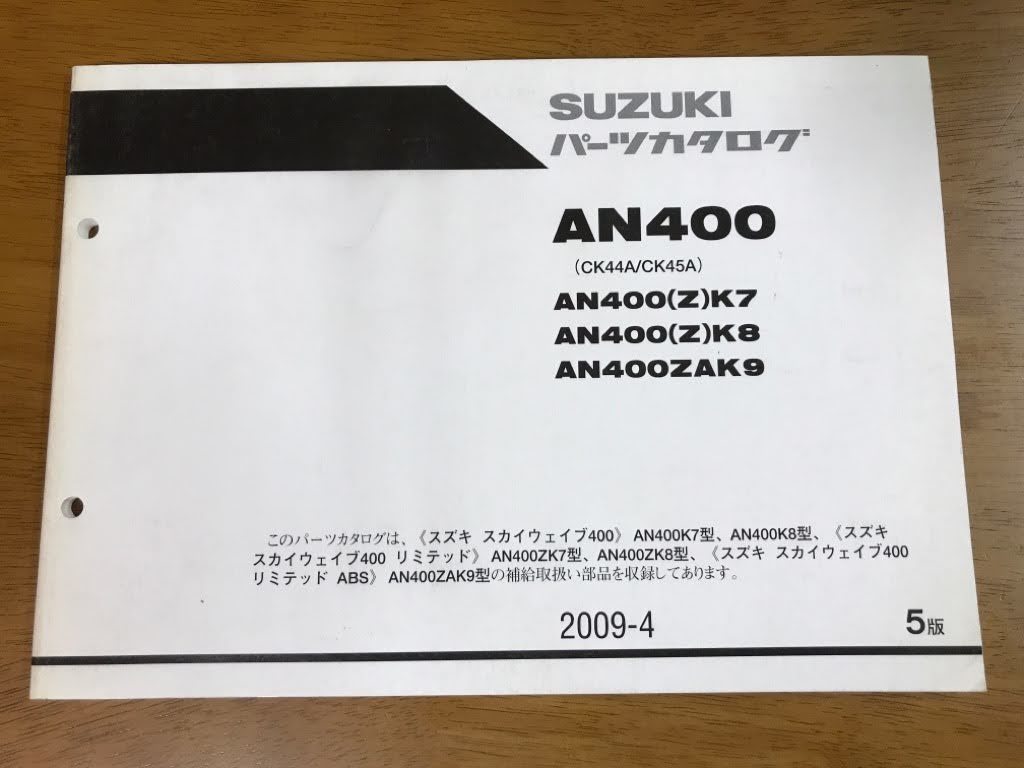 SUZUKI
パーツカタログ
AN400
(CK44A/CK45A)
AN400(Z)K7
AN400(Z)K8
AN400ZAK9
このパーツカタログは、《スズキ スカイウェイブ400》 AN400K7型、AN400K8型、《スズキ
スカイウェイブ400 リミテッド》 AN400ZK7型、AN400ZK8型、《スズキ スカイウェイブ400
リミテッド ABS》 AN400ZAK9型の補給取扱い部品を収録してあります。
2009-4
5版